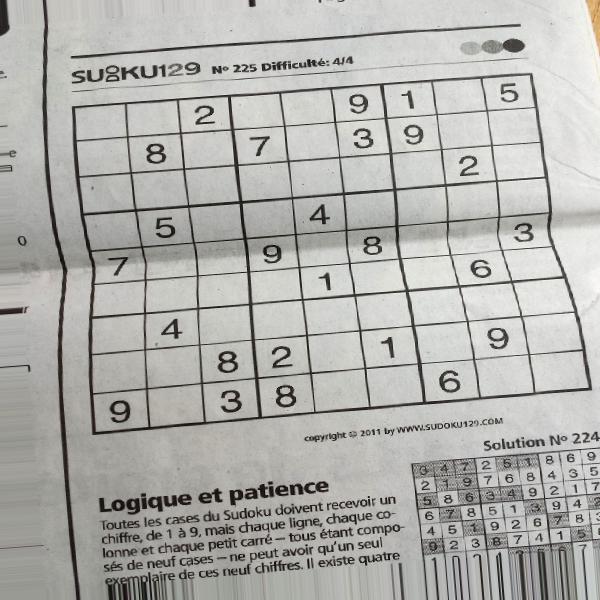 SUDOKU129 Nº 225 Difficulté: 4/4
2 9 1 5
8 7 3 9
2
5 4
7 9 8 3
1 6
4
8 2 1 9
9 3 8 6
copyright © 2011 by WWW.SUDOKU129.COM
Solution Nº 224
3 4 7 2 5 1 8 6 9
2 1 9 7 6 8 4 3 5
5 8 6 3 4 9 2 1 7
6 7 8 5 1 3 9 4 2
4 5 1 9 2 6 7 8 3
9 2 3 8 7 4 1 5
Logique et patience
Toutes les cases du Sudoku doivent recevoir un
chiffre, de 1 à 9, mais chaque ligne, chaque co-
lonne et chaque petit carré – tous étant compo-
sés de neuf cases – ne peut avoir qu'un seul
exemplaire de ces neuf chiffres. Il existe quatre